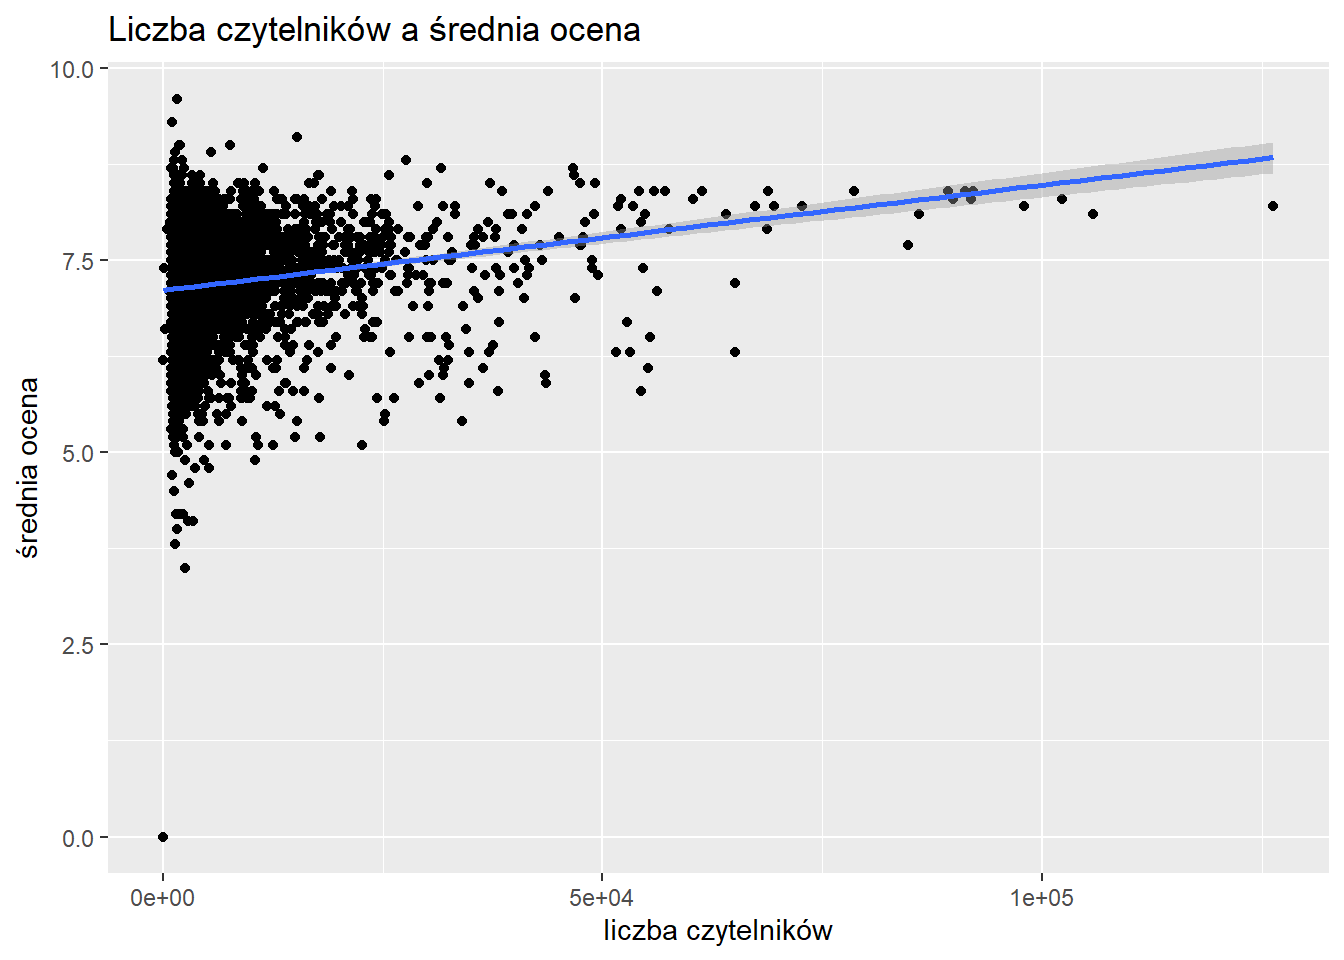 Liczba czytelników a średnia ocena
10.0
7.5
5.0
2.5
0.0
średnia ocena
0e+00
5e+04
1e+05
liczba czytelników